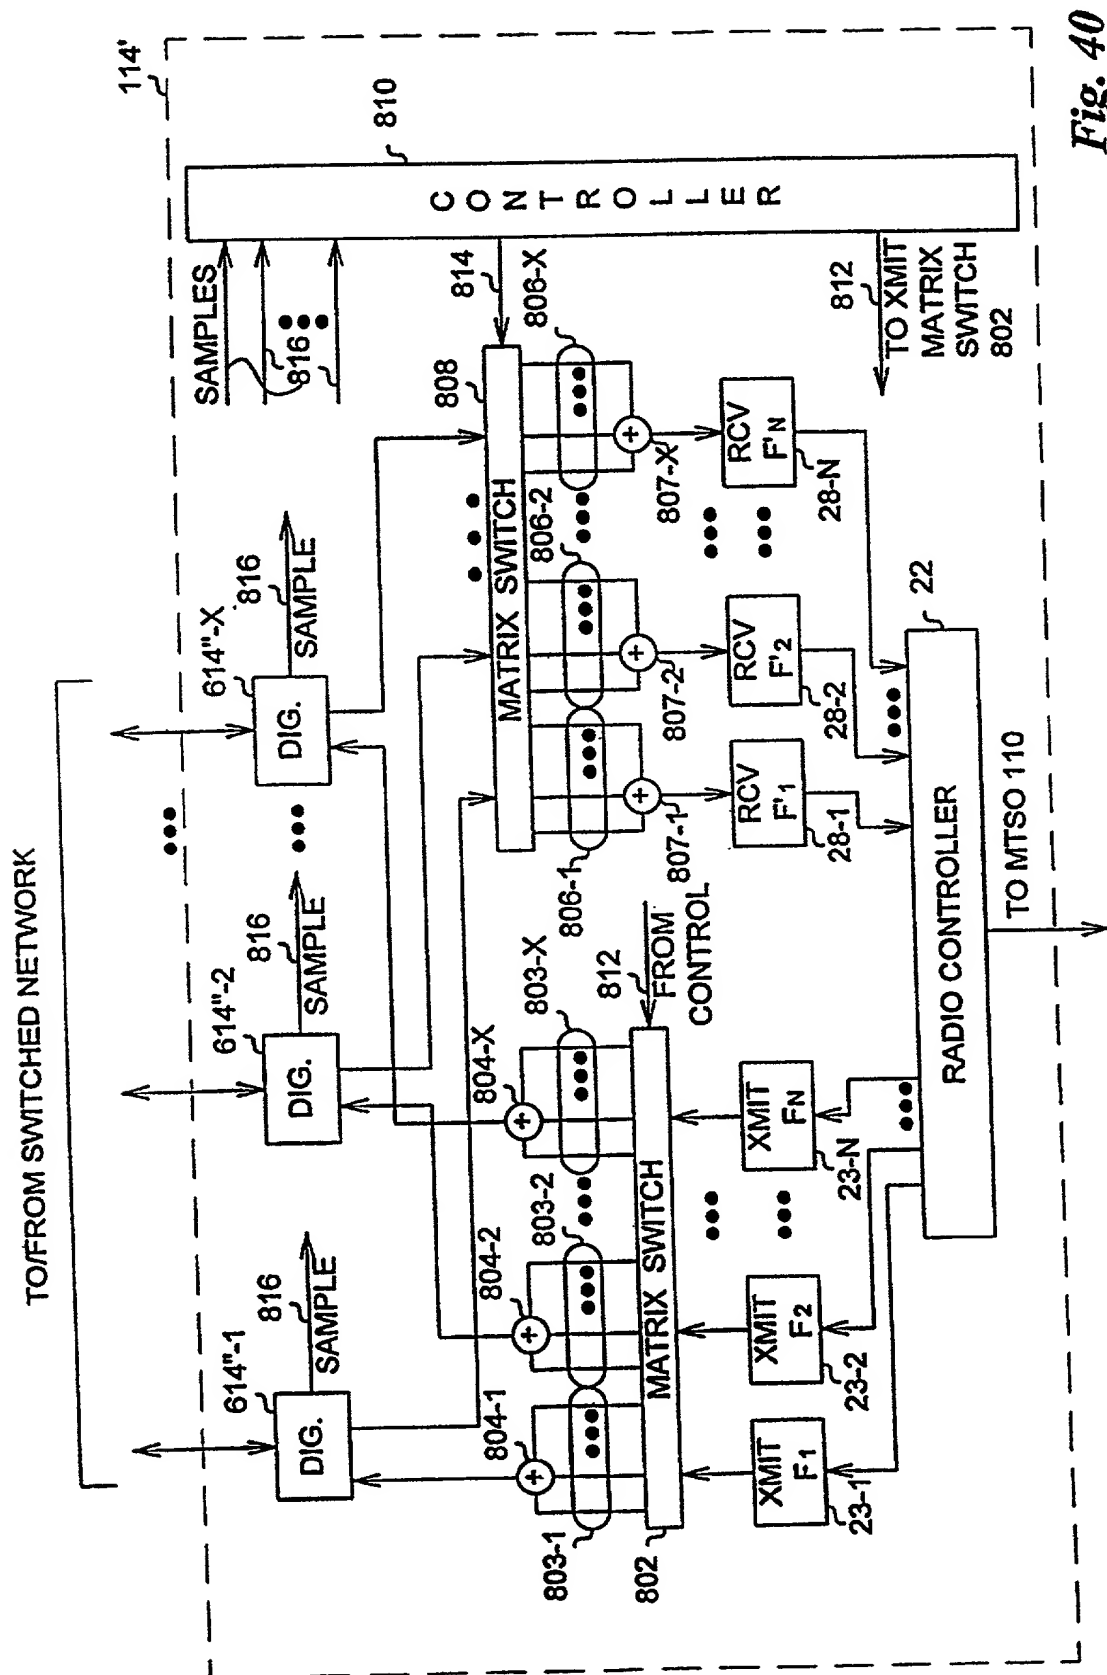 TO/FROM SWITCHED NETWORK
114'
614"-1
614"-2
614"-X
DIG.
DIG.
DIG.
816
SAMPLE
816
SAMPLE
816
SAMPLE
SAMPLES
816
810
CONTROLLER
804-1
804-2
804-X
803-1
803-2
803-X
802
MATRIX SWITCH
812
FROM
CONTROL
808
814
MATRIX SWITCH
806-1
806-2
806-X
807-1
807-2
807-X
XMIT
F1
XMIT
F2
XMIT
FN
23-1
23-2
23-N
RCV
F'1
RCV
F'2
RCV
F'N
28-1
28-2
28-N
812
TO XMIT
MATRIX
SWITCH
802
22
RADIO CONTROLLER
TO MTSO 110
Fig. 40